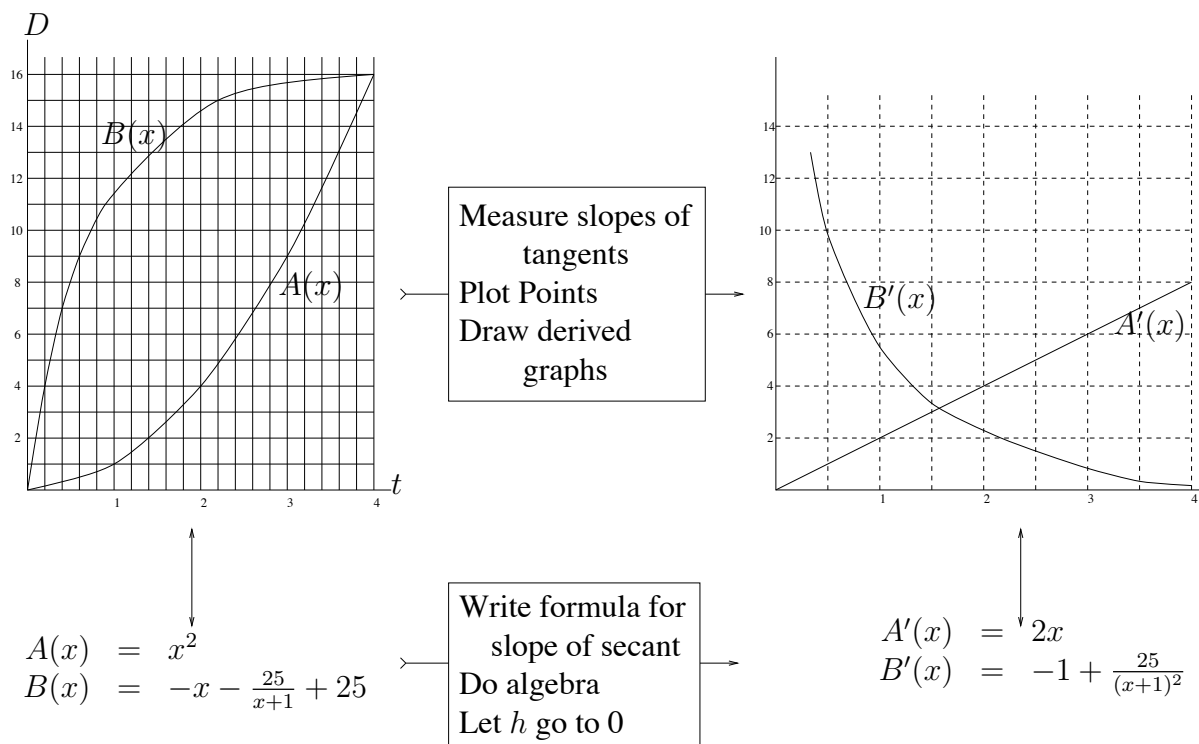 D
16
14
12
10
8
6
4
2
1 2 3 4
t
B(x)
A(x)
Measure slopes of
tangents
Plot Points
Draw derived
graphs
14
12
10
8
6
4
2
1 2 3 4
B′(x)
A′(x)
A(x) = x²
B(x) = −x − 25/(x+1) + 25
Write formula for
slope of secant
Do algebra
Let h go to 0
A′(x) = 2x
B′(x) = −1 + 25/(x+1)²